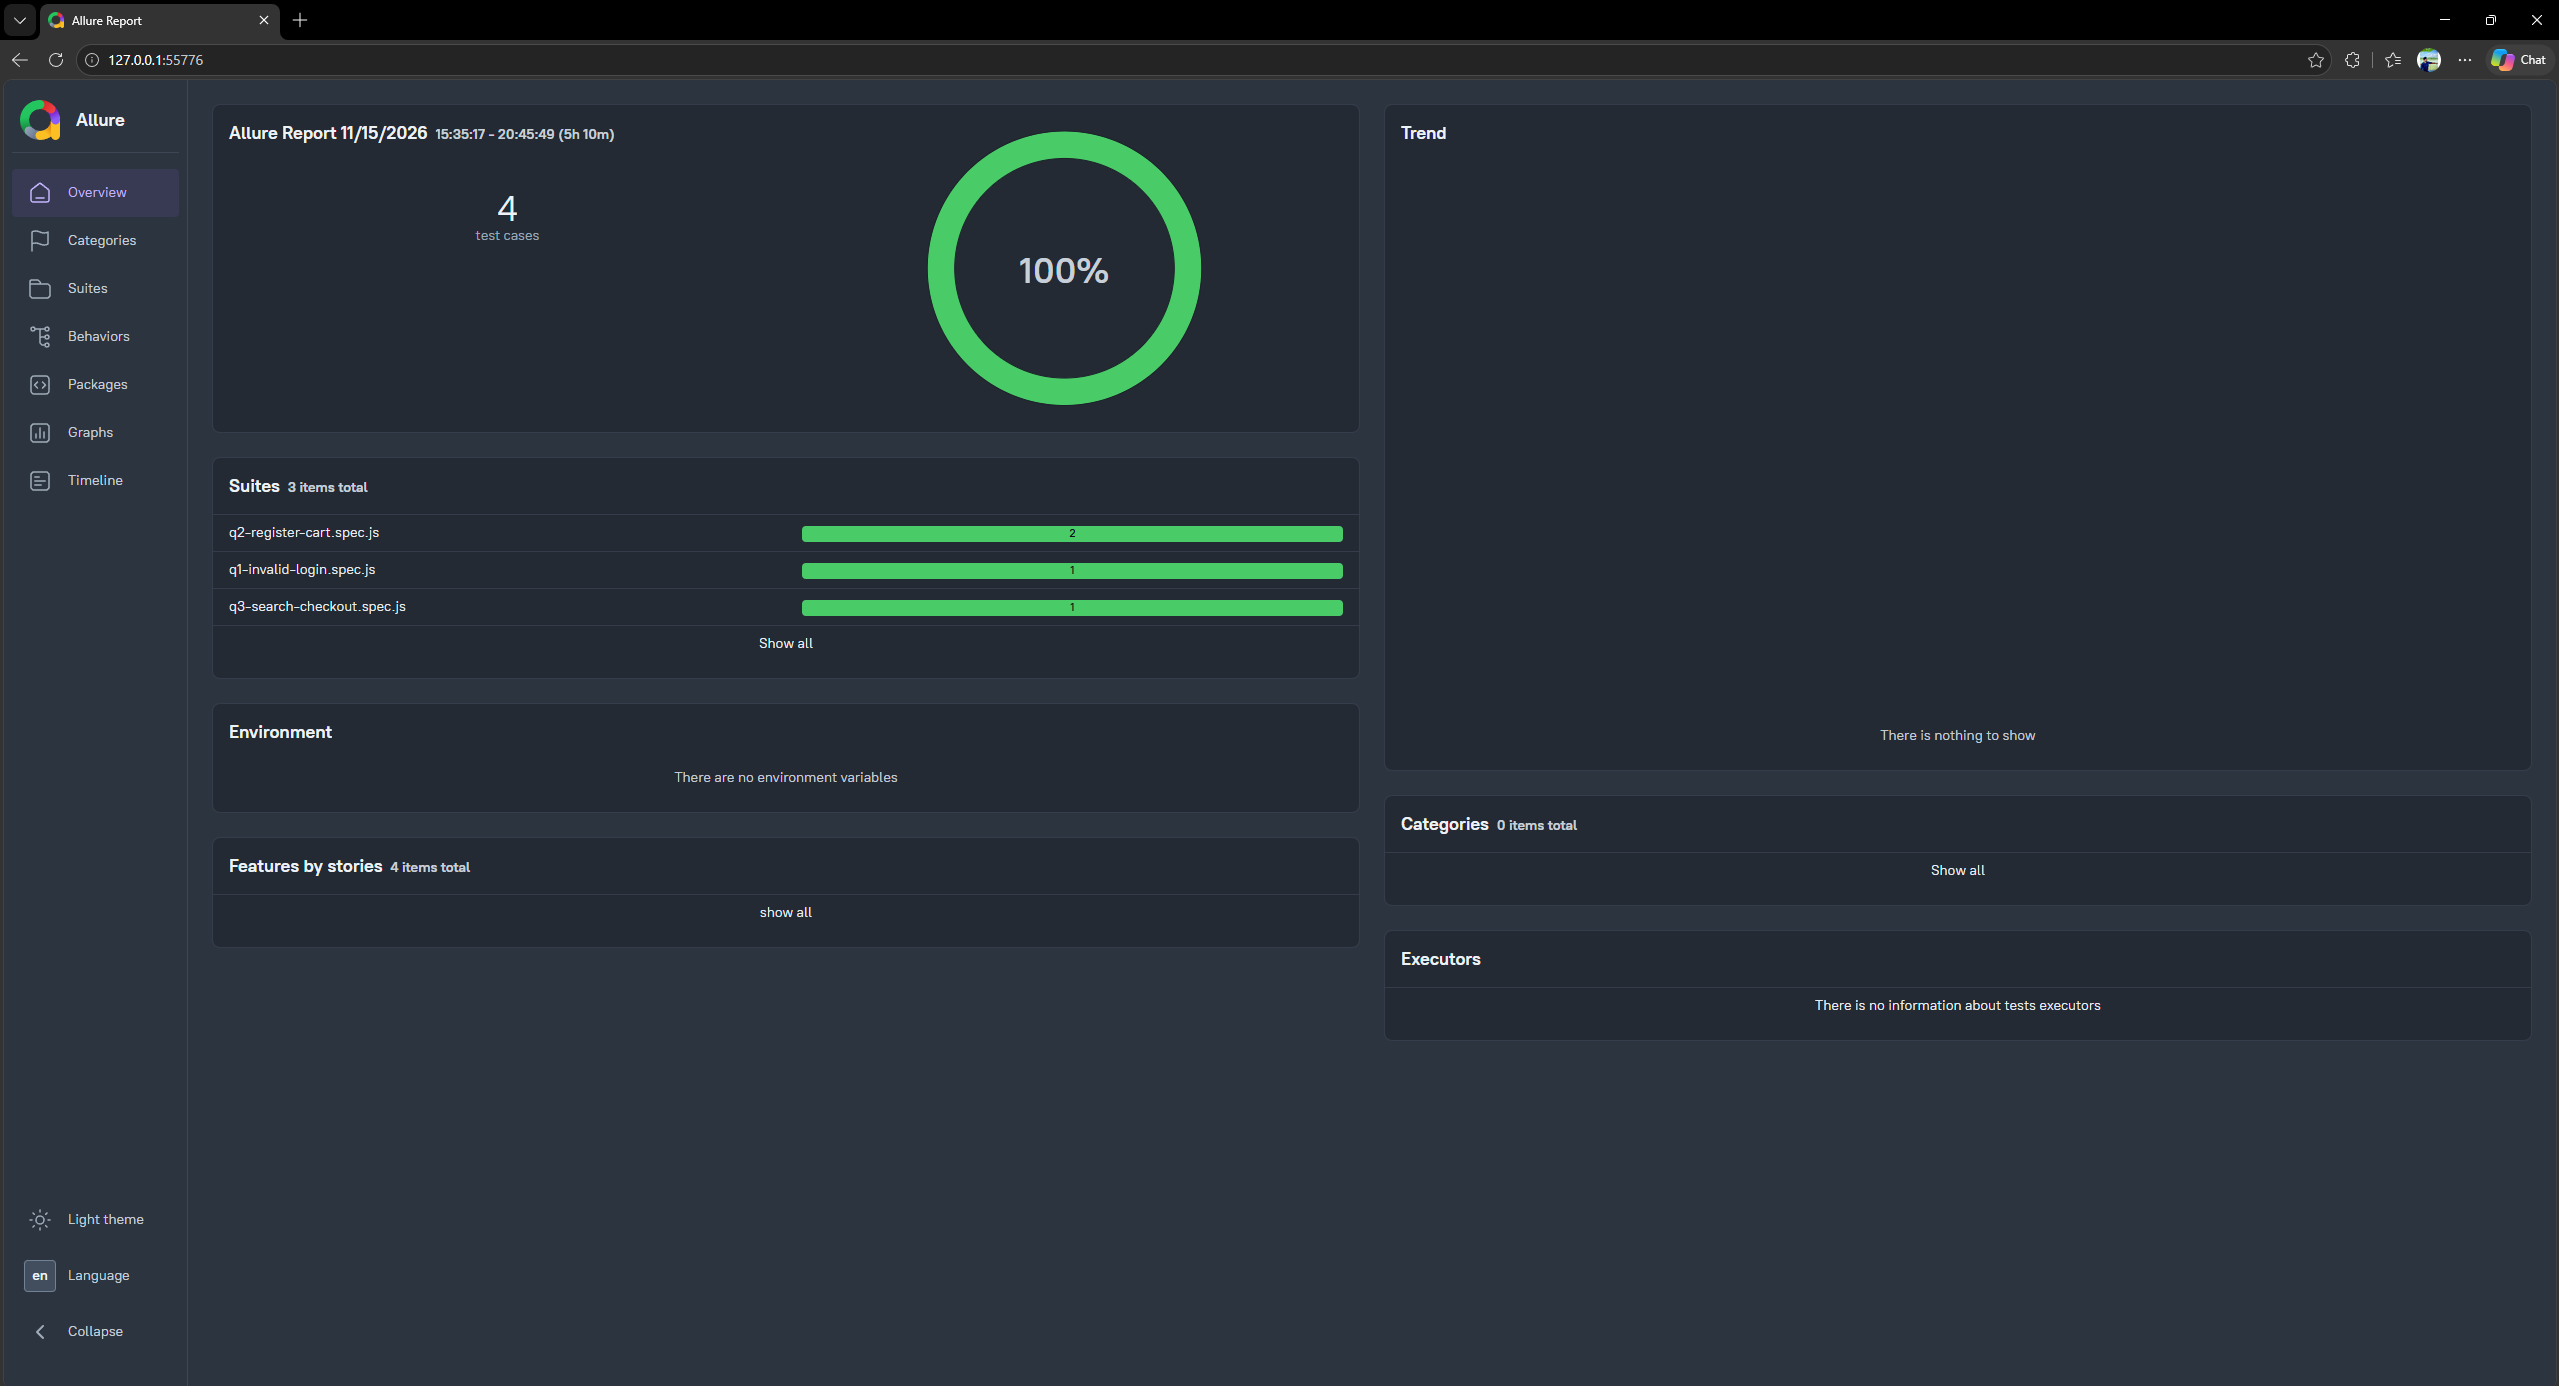 Allure Report
127.0.0.1:55776
Chat
Allure
Overview
Categories
Suites
Behaviors
Packages
Graphs
Timeline
Light theme
en Language
Collapse
Allure Report 11/15/2026 15:35:17 - 20:45:49 (5h 10m)
4
test cases
100%
Suites 3 items total
q2-register-cart.spec.js 2
q1-invalid-login.spec.js 1
q3-search-checkout.spec.js 1
Show all
Environment
There are no environment variables
Features by stories 4 items total
show all
Trend
There is nothing to show
Categories 0 items total
Show all
Executors
There is no information about tests executors